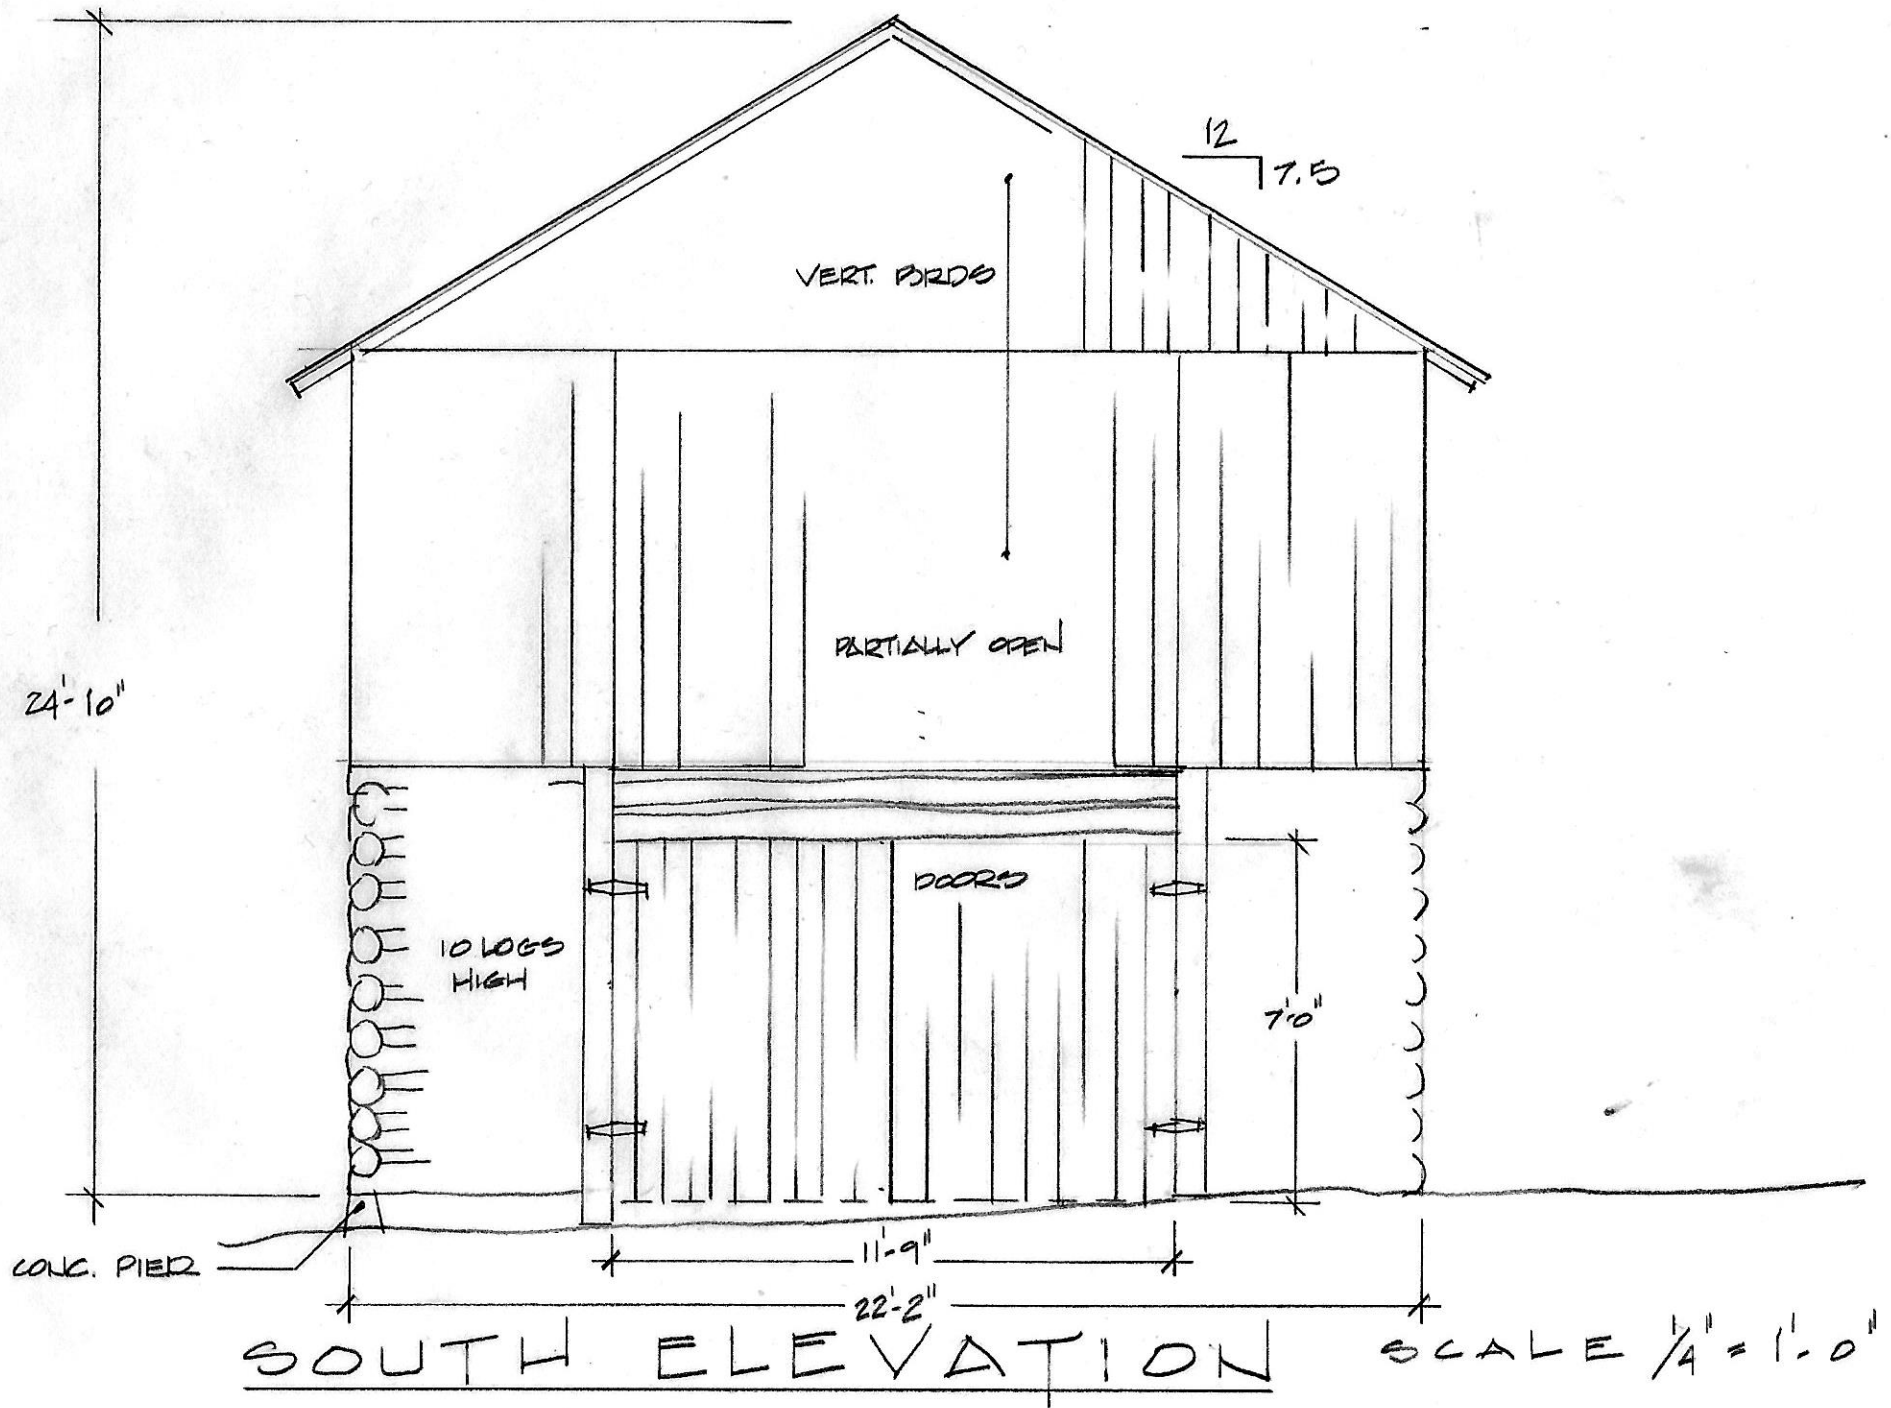 12
7.5
VERT. BRDS
PARTIALLY OPEN
24'-10"
DOORS
10 LOGS
HIGH
7'-0"
CONC. PIER
11'-9"
22'-2"
SOUTH ELEVATION
SCALE 1/4" = 1'-0"